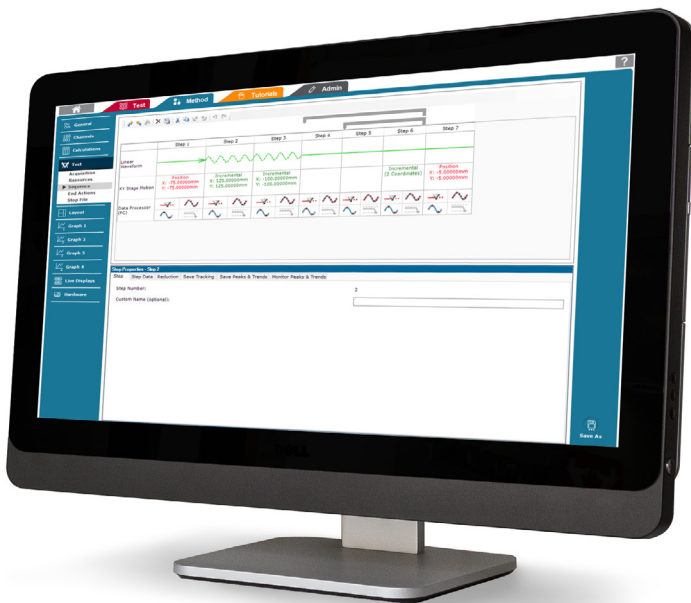 ?
Test
Method
Tutorials
Admin
General
Channels
Calculations
Test
Acquisition
Resources
Sequence
End Actions
Stop File
Layout
Graph 1
Graph 2
Graph 3
Graph 4
Live Displays
Hardware
Step 1 Step 2 Step 3 Step 4 Step 5 Step 6 Step 7
Linear
Waveform
XY Stage Motion
Position
X: -75.00000mm
Y: -75.00000mm
Incremental
X: 125.00000mm
Y: 125.00000mm
Incremental
X: -100.00000mm
Y: -100.00000mm
Incremental
(2 Coordinates)
Position
X: -5.00000mm
Y: -5.00000mm
Data Processor
(PC)
Step Properties - Step 2
Step Step Data Reduction Save Tracking Save Peaks & Trends Monitor Peaks & Trends
Step Number: 2
Custom Name (optional):
Save As
DELL